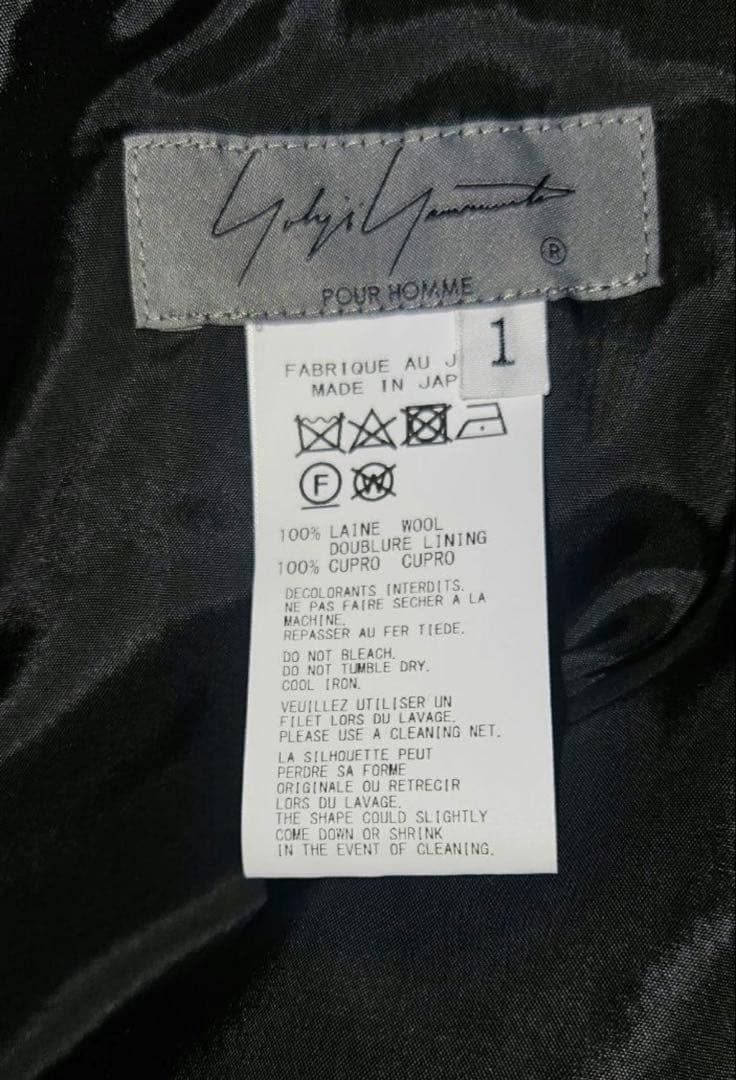 Yohji Yamamoto
®
POUR HOMME
1
FABRIQUE AU J
MADE IN JAP
F W
100% LAINE WOOL
DOUBLURE LINING
100% CUPRO CUPRO
DECOLORANTS INTERDITS.
NE PAS FAIRE SECHER A LA
MACHINE.
REPASSER AU FER TIEDE.
DO NOT BLEACH.
DO NOT TUMBLE DRY.
COOL IRON.
VEUILLEZ UTILISER UN
FILET LORS DU LAVAGE.
PLEASE USE A CLEANING NET.
LA SILHOUETTE PEUT
PERDRE SA FORME
ORIGINALE OU RETRECIR
LORS DU LAVAGE.
THE SHAPE COULD SLIGHTLY
COME DOWN OR SHRINK
IN THE EVENT OF CLEANING.